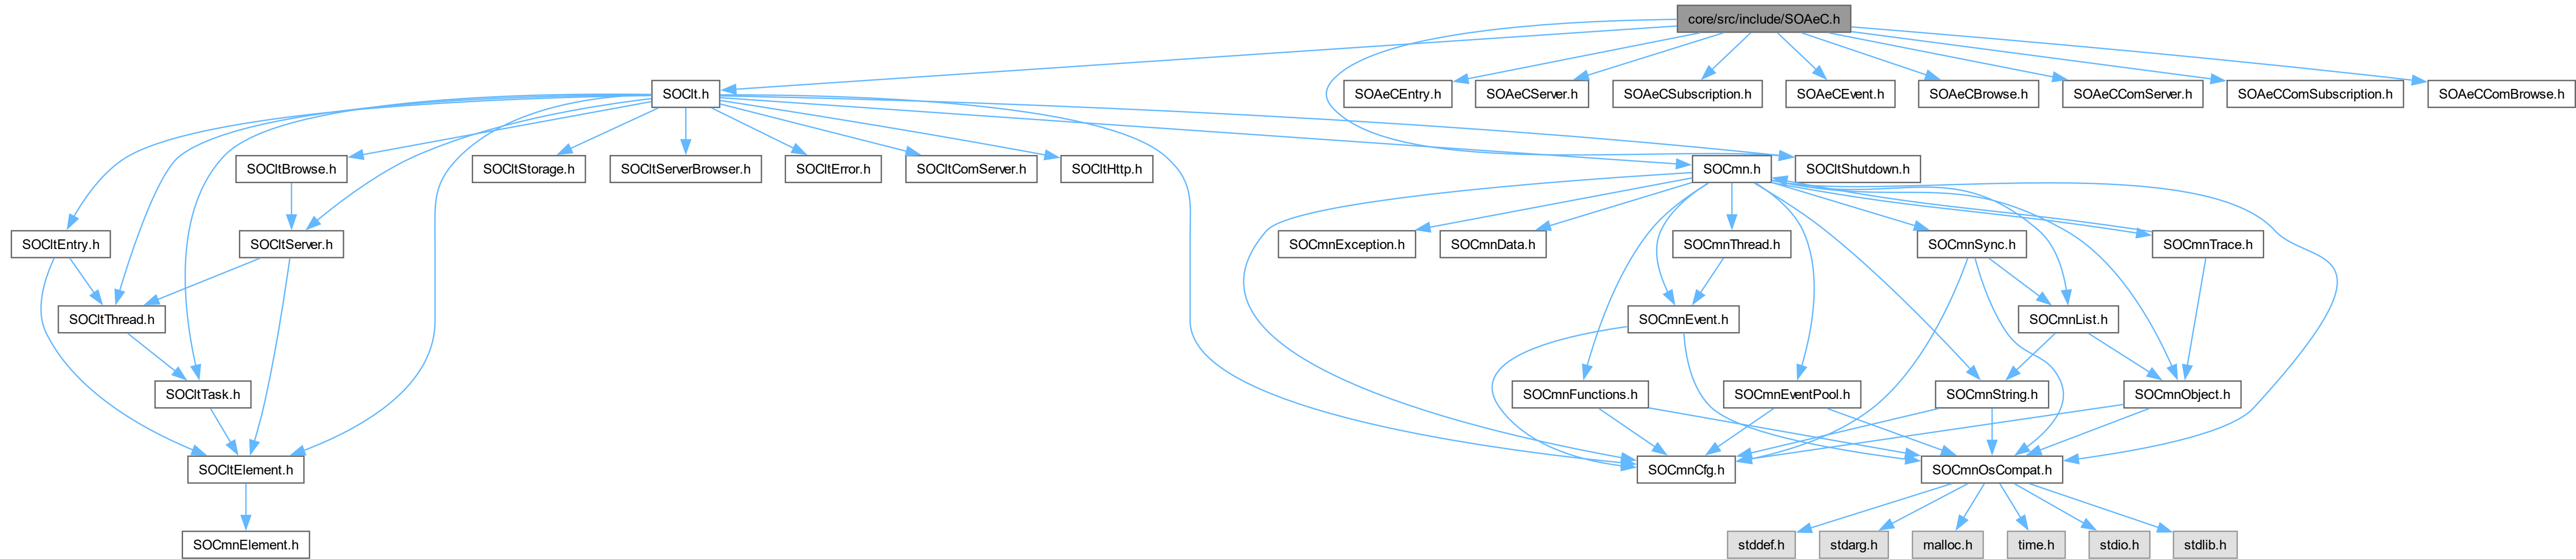 core/src/include/SOAeC.h
SOClt.h
SOAeCEntry.h
SOAeCServer.h
SOAeCSubscription.h
SOAeCEvent.h
SOAeCBrowse.h
SOAeCComServer.h
SOAeCComSubscription.h
SOAeCComBrowse.h
SOCltBrowse.h
SOCltStorage.h
SOCltServerBrowser.h
SOCltError.h
SOCltComServer.h
SOCltHttp.h
SOCmn.h
SOCltShutdown.h
SOCltEntry.h
SOCltServer.h
SOCmnException.h
SOCmnData.h
SOCmnThread.h
SOCmnSync.h
SOCmnTrace.h
SOCltThread.h
SOCmnEvent.h
SOCmnList.h
SOCltTask.h
SOCmnFunctions.h
SOCmnEventPool.h
SOCmnString.h
SOCmnObject.h
SOCltElement.h
SOCmnCfg.h
SOCmnOsCompat.h
SOCmnElement.h
stddef.h
stdarg.h
malloc.h
time.h
stdio.h
stdlib.h